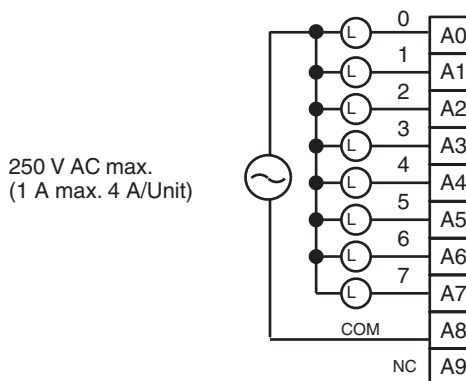 0
L
A0
1
L
A1
2
L
A2
3
L
A3
250 V AC max.
(1 A max. 4 A/Unit)
4
L
A4
5
L
A5
6
L
A6
7
L
A7
COM
A8
NC
A9